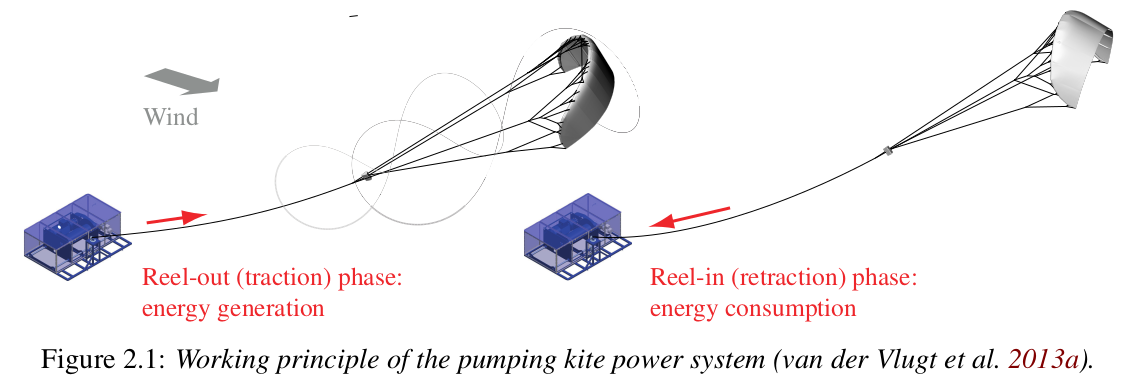 Wind
Reel-out (traction) phase:
energy generation
Reel-in (retraction) phase:
energy consumption
Figure 2.1: Working principle of the pumping kite power system (van der Vlugt et al. 2013a).